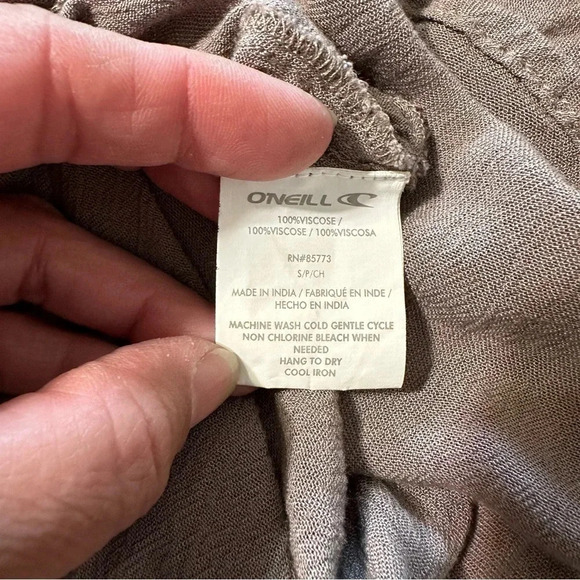 O'NEILL
100%VISCOSE /
100%VISCOSE / 100%VISCOSA
RN#85773
S/P/CH
MADE IN INDIA / FABRIQUÉ EN INDE /
HECHO EN INDIA
MACHINE WASH COLD GENTLE CYCLE
NON CHLORINE BLEACH WHEN
NEEDED
HANG TO DRY
COOL IRON